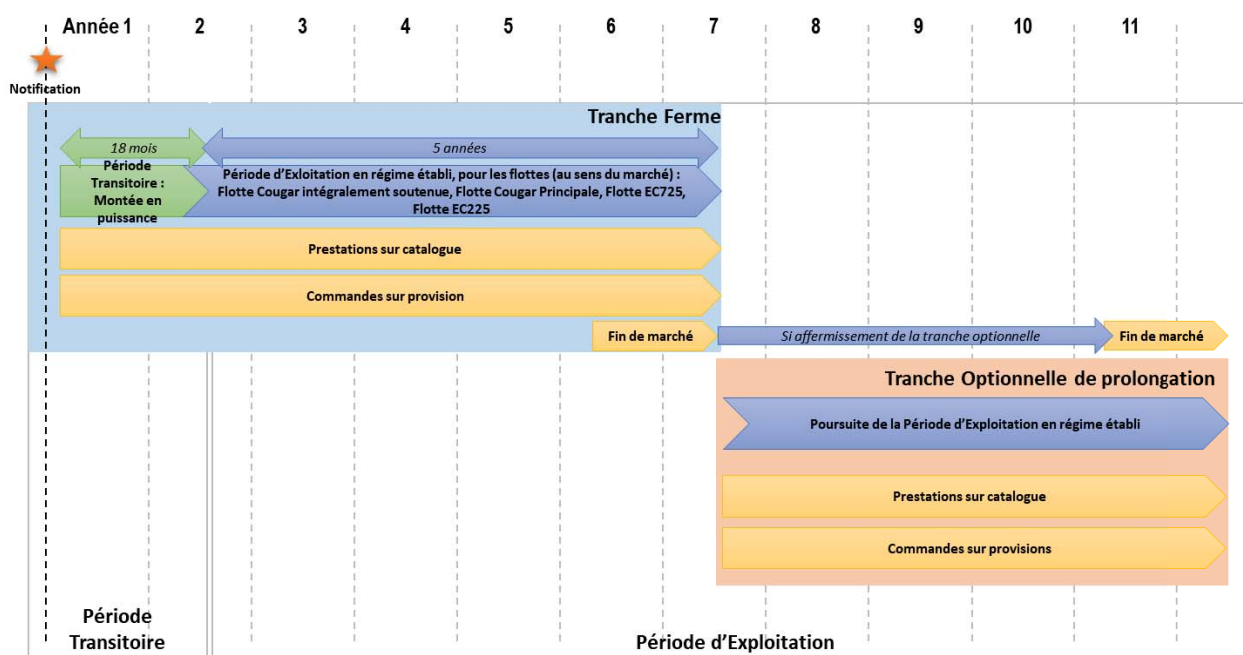 Année 1 2 3 4 5 6 7 8 9 10 11
Notification
Tranche Ferme
18 mois
5 années
Période
Transitoire :
Montée en
puissance
Période d’Exloitation en régime établi, pour les flottes (au sens du marché) :
Flotte Cougar intégralement soutenue, Flotte Cougar Principale, Flotte EC725,
Flotte EC225
Prestations sur catalogue
Commandes sur provision
Fin de marché
Si affermissement de la tranche optionnelle
Fin de marché
Tranche Optionnelle de prolongation
Poursuite de la Période d’Exploitation en régime établi
Prestations sur catalogue
Commandes sur provisions
Période
Transitoire
Période d’Exploitation